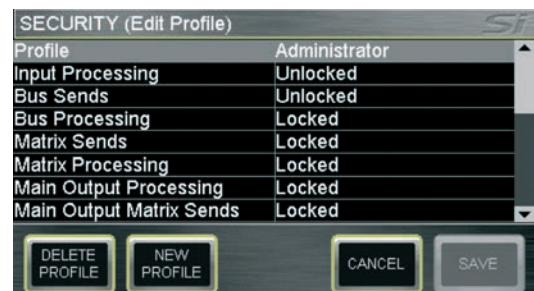 SECURITY (Edit Profile) Si
Profile Administrator
Input Processing Unlocked
Bus Sends Unlocked
Bus Processing Locked
Matrix Sends Locked
Matrix Processing Locked
Main Output Processing Locked
Main Output Matrix Sends Locked
DELETE PROFILE
NEW PROFILE
CANCEL
SAVE